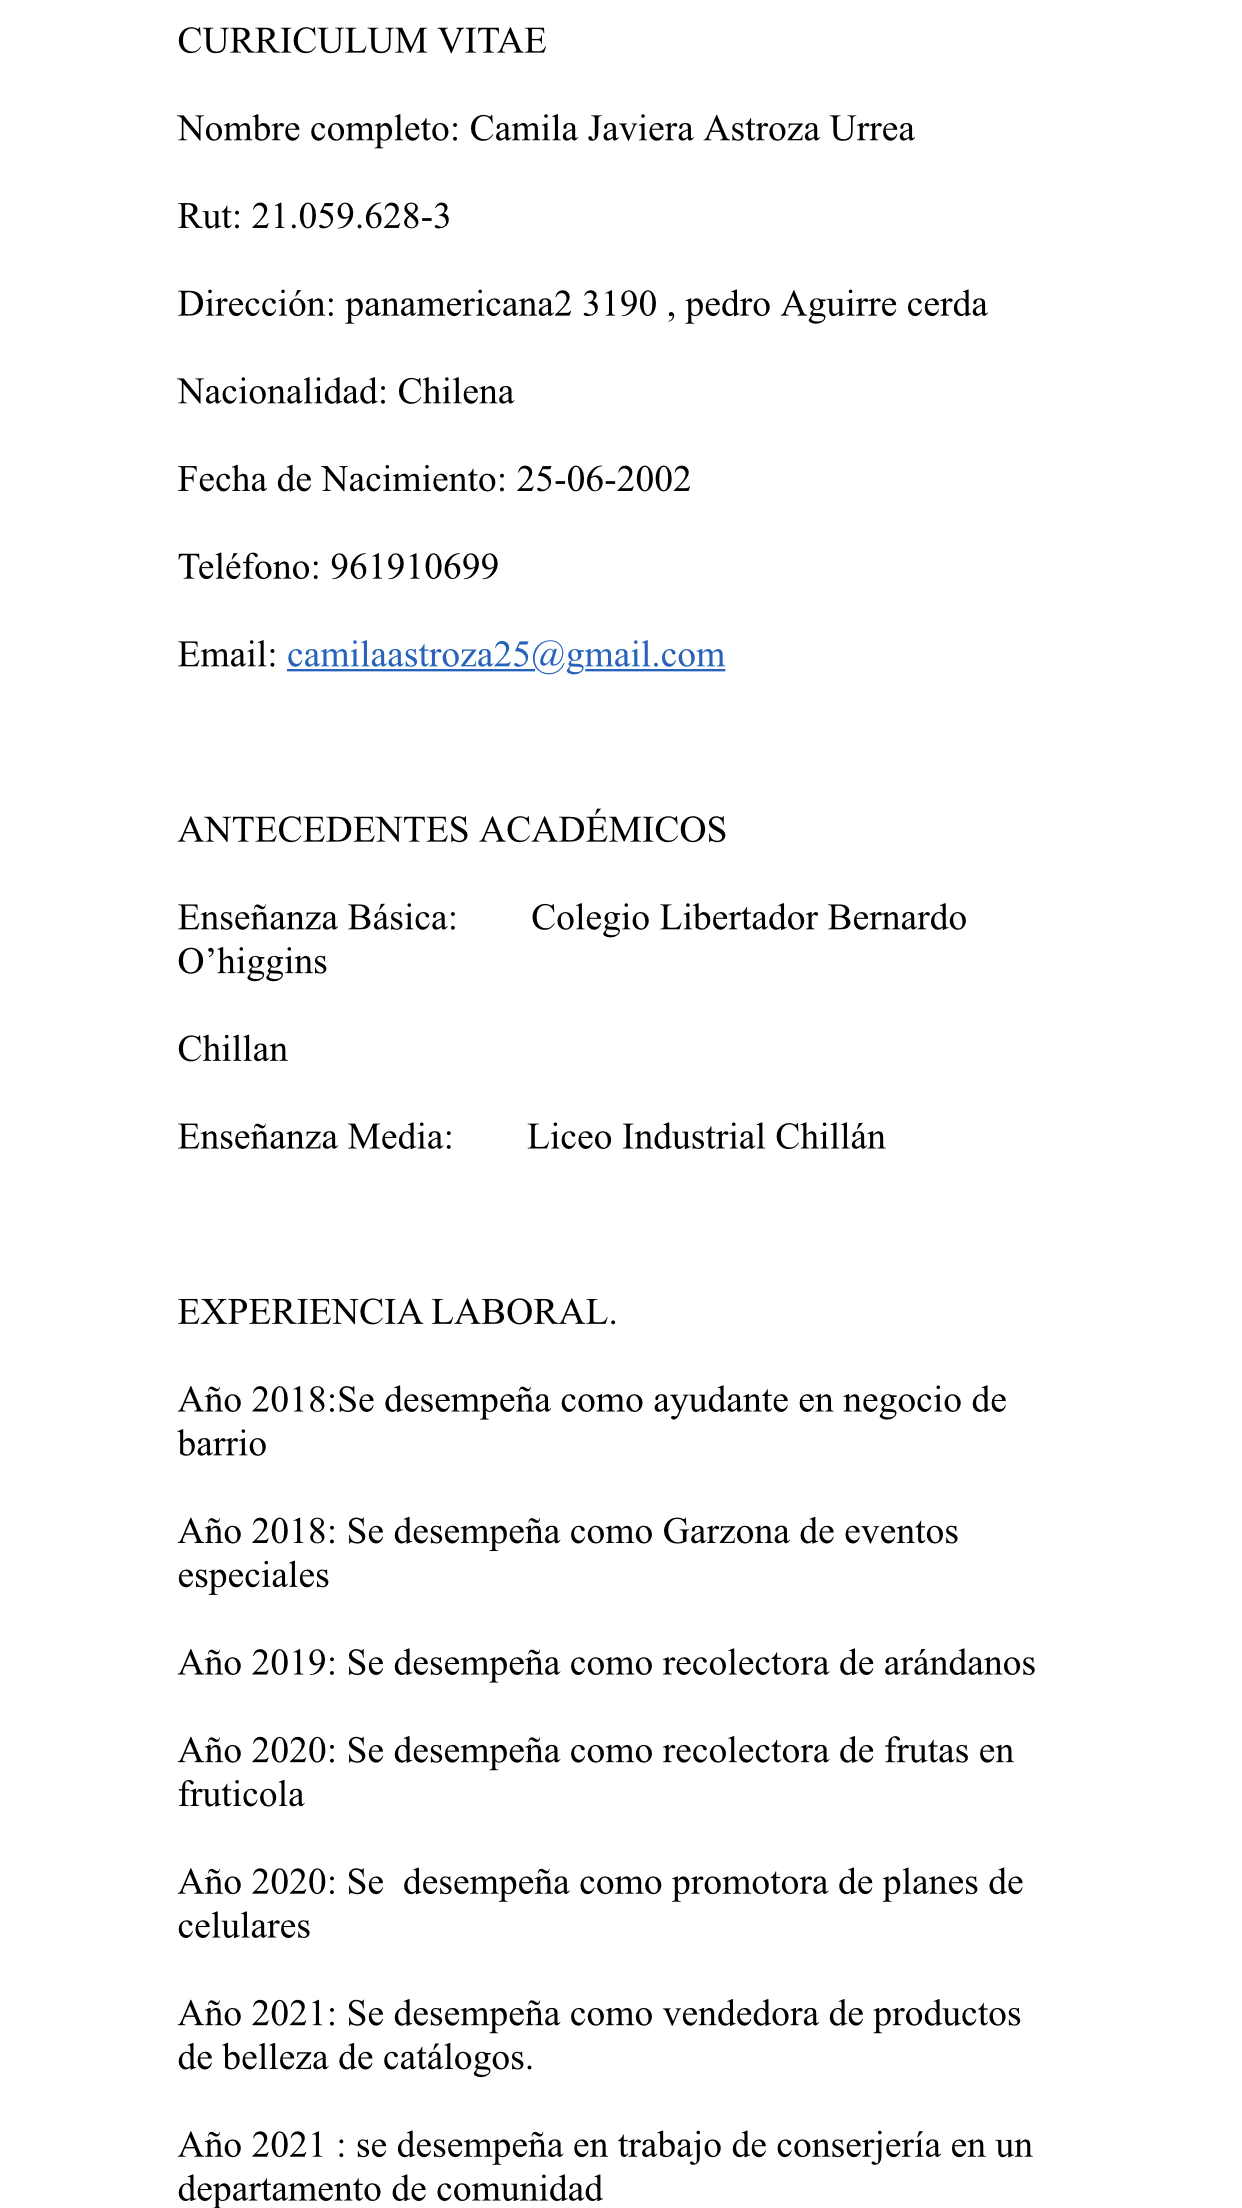 CURRICULUM VITAE
Nombre completo: Camila Javiera Astroza Urrea
Rut: 21.059.628-3
Dirección: panamericana2 3190 , pedro Aguirre cerda
Nacionalidad: Chilena
Fecha de Nacimiento: 25-06-2002
Teléfono: 961910699
Email: camilaastroza25@gmail.com
ANTECEDENTES ACADÉMICOS
Enseñanza Básica: Colegio Libertador Bernardo
O’higgins
Chillan
Enseñanza Media: Liceo Industrial Chillán
EXPERIENCIA LABORAL.
Año 2018:Se desempeña como ayudante en negocio de
barrio
Año 2018: Se desempeña como Garzona de eventos
especiales
Año 2019: Se desempeña como recolectora de arándanos
Año 2020: Se desempeña como recolectora de frutas en
fruticola
Año 2020: Se  desempeña como promotora de planes de
celulares
Año 2021: Se desempeña como vendedora de productos
de belleza de catálogos.
Año 2021 : se desempeña en trabajo de conserjería en un
departamento de comunidad